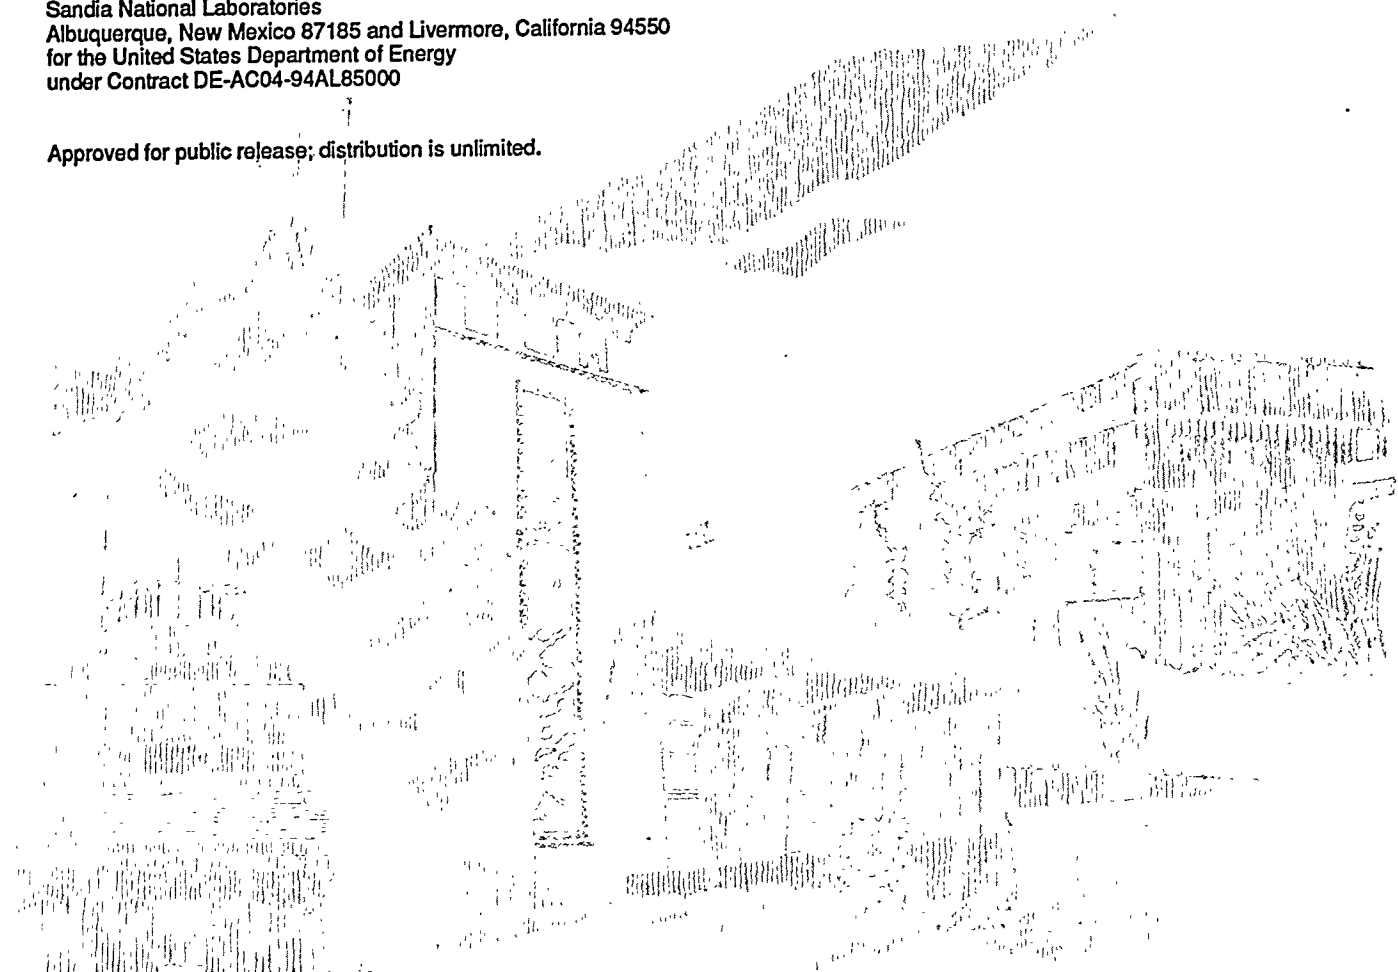 Sandia National Laboratories
Albuquerque, New Mexico 87185 and Livermore, California 94550
for the United States Department of Energy
under Contract DE-AC04-94AL85000
Approved for public release; distribution is unlimited.